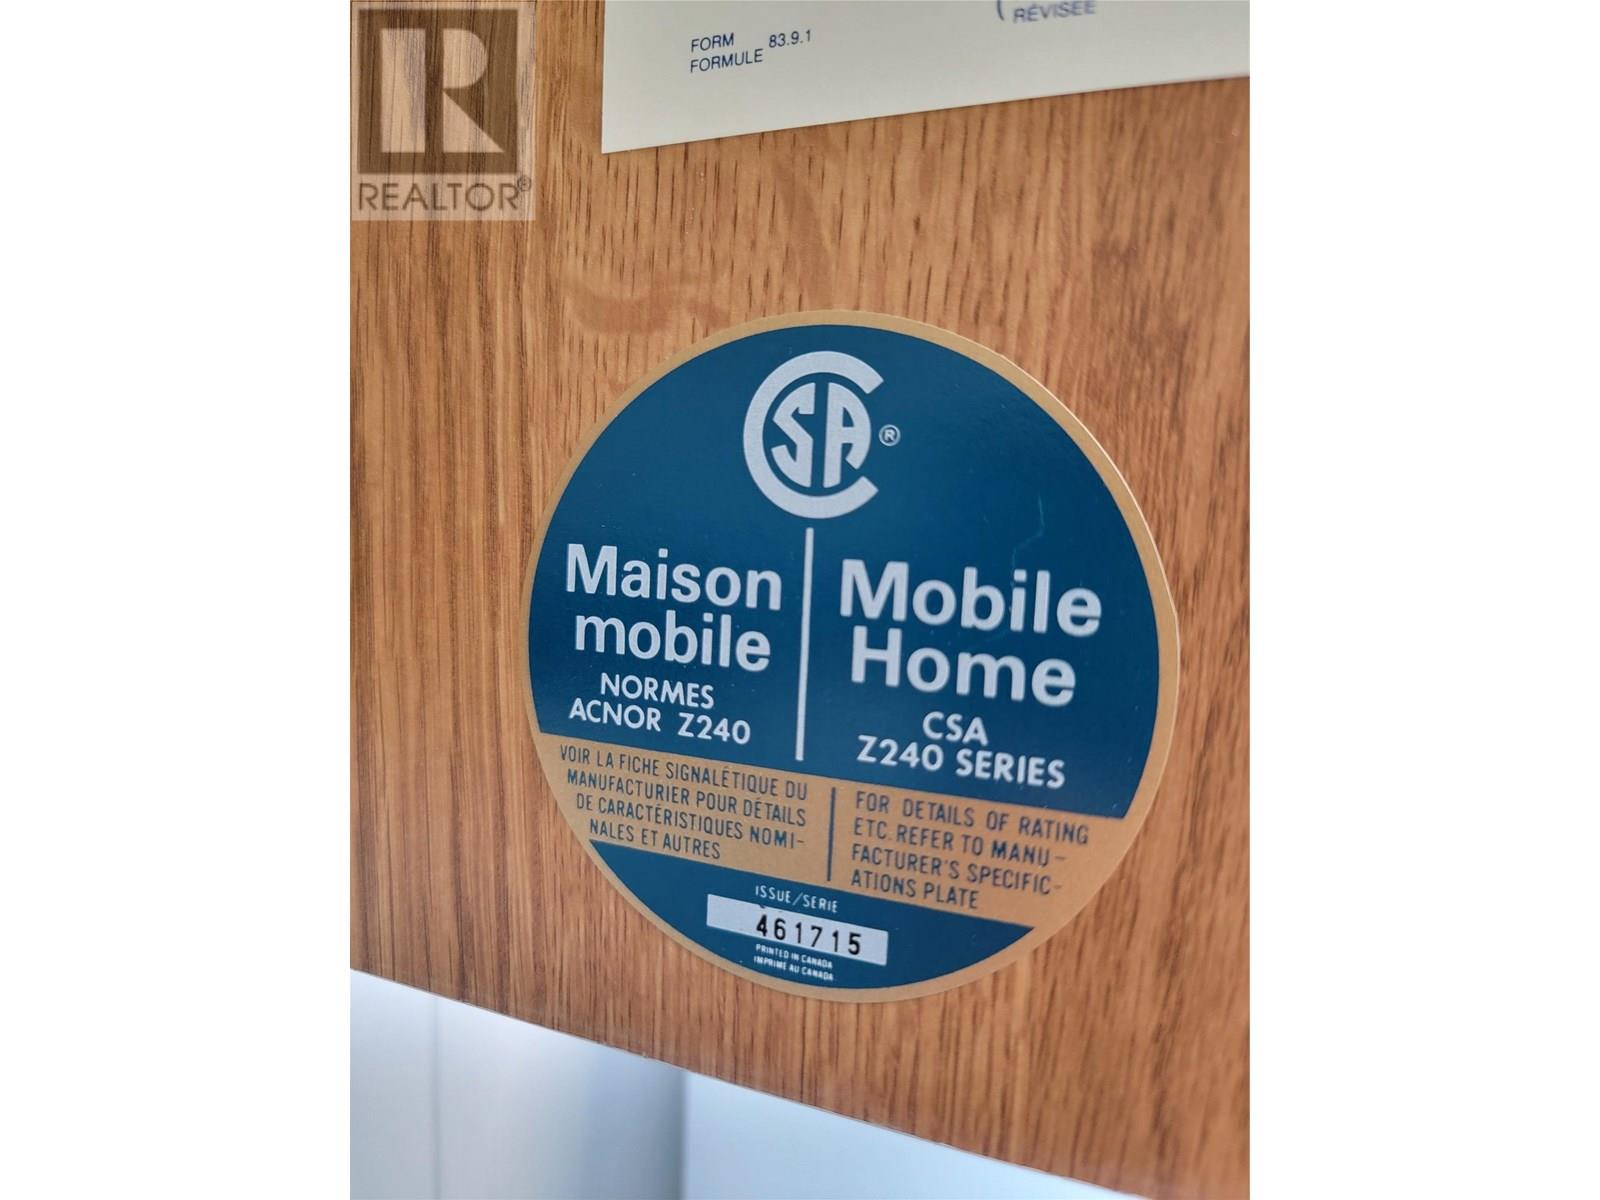 REALTOR®
RÉVISÉE
FORM 83.9.1
FORMULE
CSA®
Maison
mobile
NORMES
ACNOR Z240
Mobile
Home
CSA
Z240 SERIES
VOIR LA FICHE SIGNALÉTIQUE DU
MANUFACTURIER POUR DÉTAILS
DE CARACTÉRISTIQUES NOMI-
NALES ET AUTRES
FOR DETAILS OF RATING
ETC. REFER TO MANU-
FACTURER'S SPECIFIC-
ATIONS PLATE
ISSUE/SERIE
461715
PRINTED IN CANADA
IMPRIMÉ AU CANADA